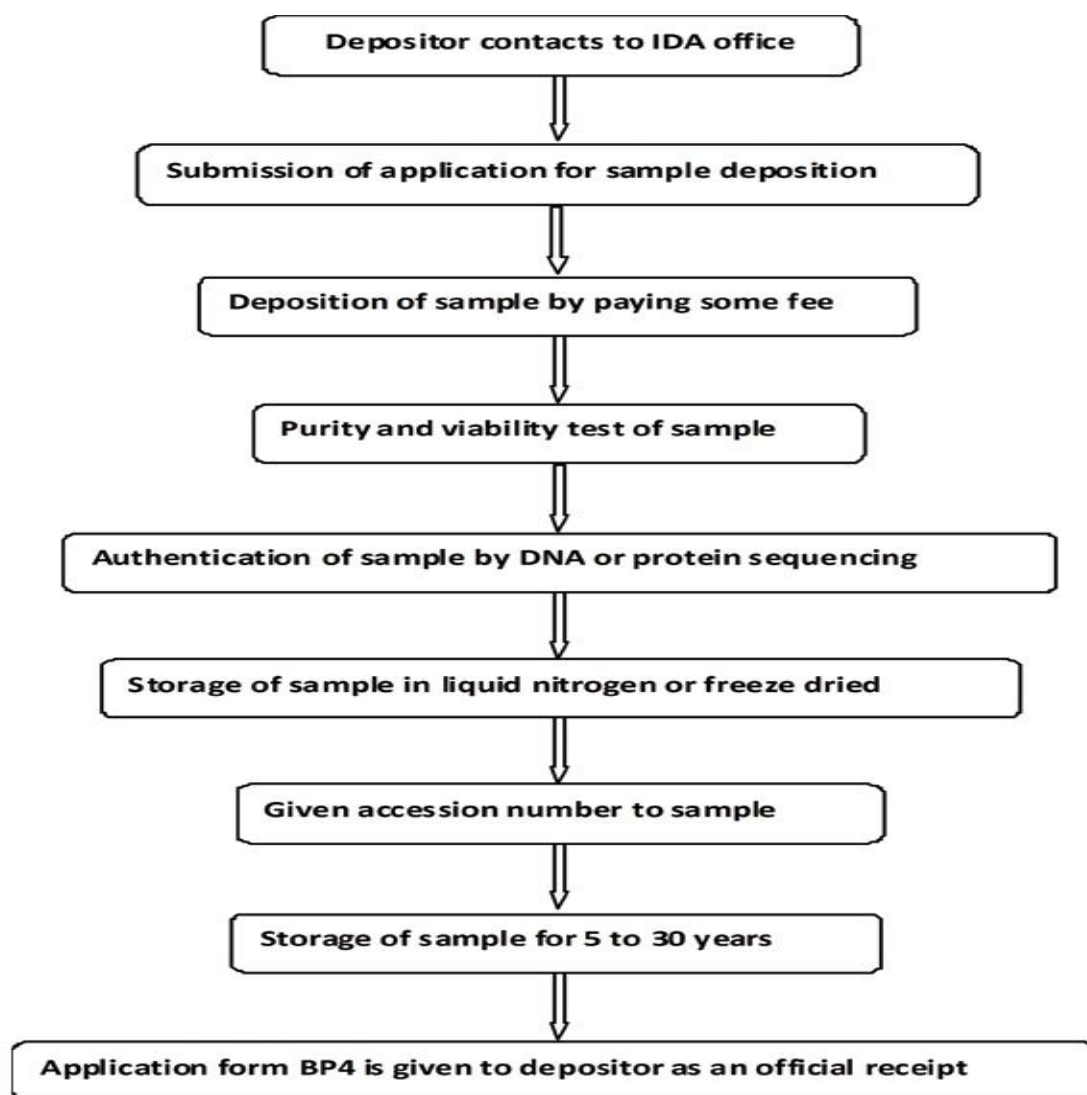 Depositor contacts to IDA office
Submission of application for sample deposition
Deposition of sample by paying some fee
Purity and viability test of sample
Authentication of sample by DNA or protein sequencing
Storage of sample in liquid nitrogen or freeze dried
Given accession number to sample
Storage of sample for 5 to 30 years
Application form BP4 is given to depositor as an official receipt